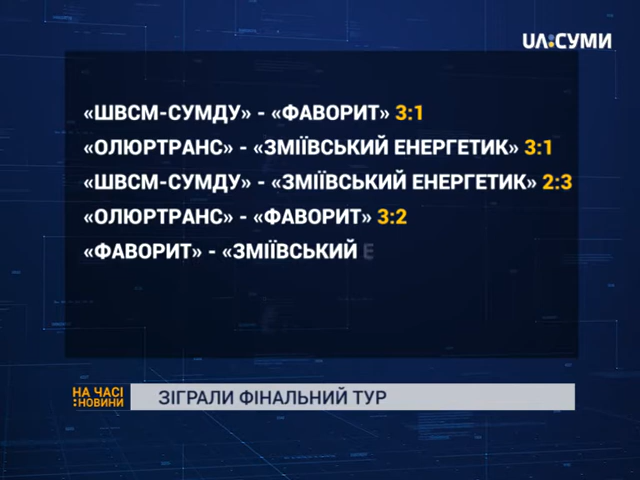 UA:СУМИ
«ШВСМ-СУМДУ» - «ФАВОРИТ» 3:1
«ОЛЮРТРАНС» - «ЗМІЇВСЬКИЙ ЕНЕРГЕТИК» 3:1
«ШВСМ-СУМДУ» - «ЗМІЇВСЬКИЙ ЕНЕРГЕТИК» 2:3
«ОЛЮРТРАНС» - «ФАВОРИТ» 3:2
«ФАВОРИТ» - «ЗМІЇВСЬКИЙ Е
НА ЧАСІ
:НОВИНИ
ЗІГРАЛИ ФІНАЛЬНИЙ ТУР